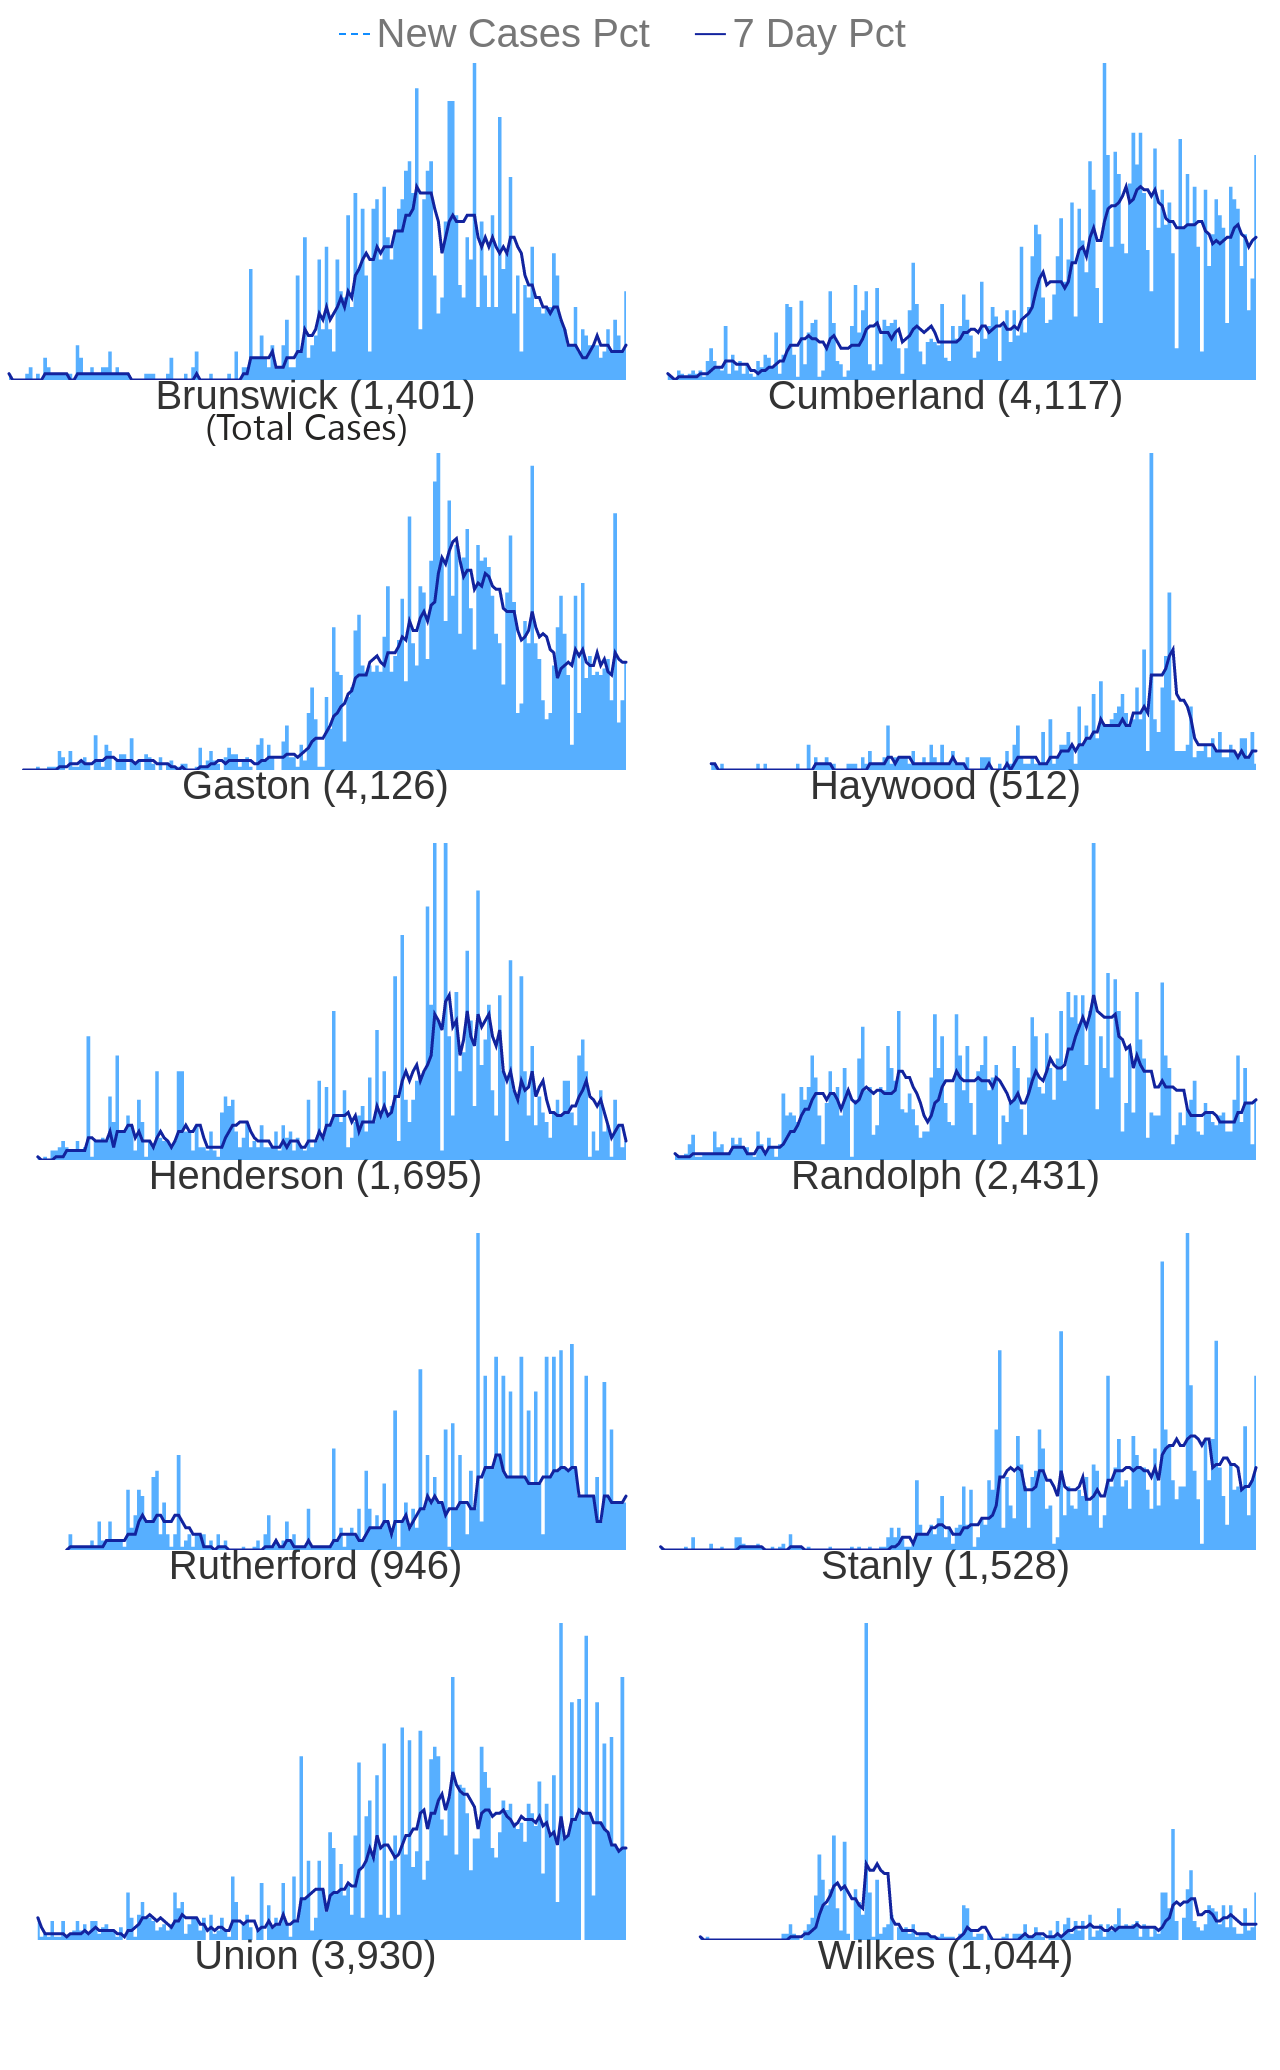 New Cases Pct 7 Day Pct
Brunswick (1,401) Cumberland (4,117)
(Total Cases)
Gaston (4,126) Haywood (512)
Henderson (1,695) Randolph (2,431)
Rutherford (946) Stanly (1,528)
Union (3,930) Wilkes (1,044)